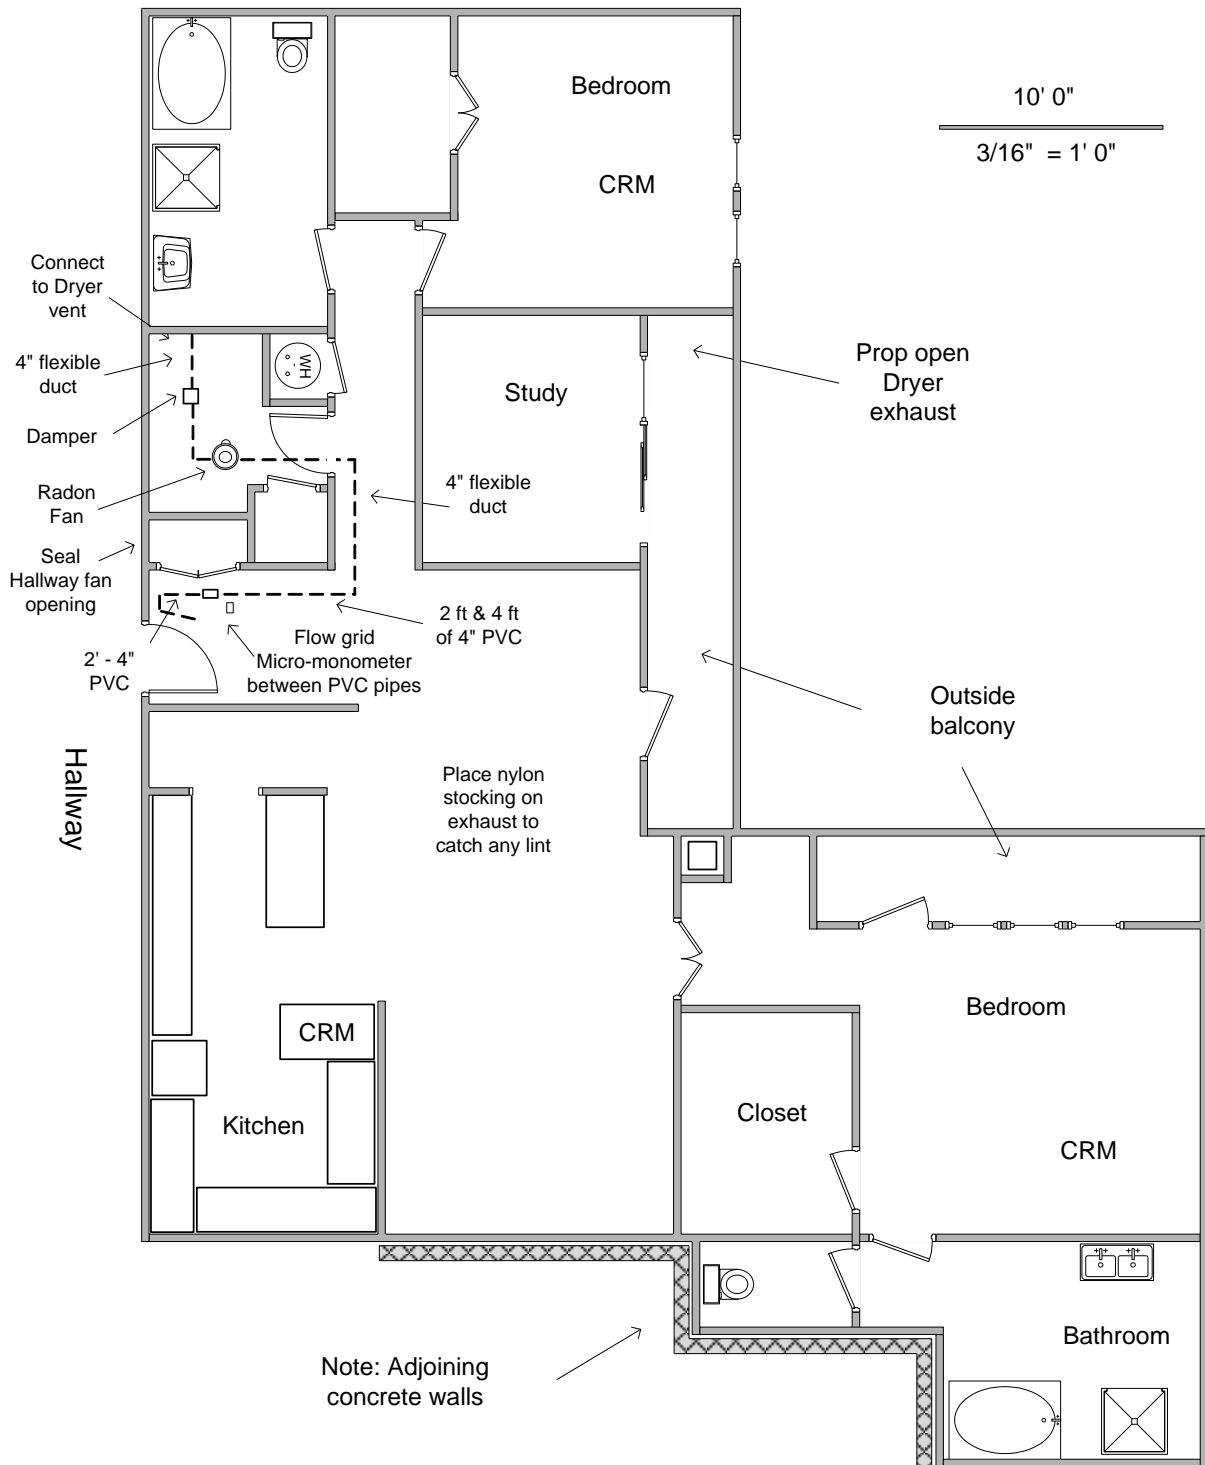 Bedroom
CRM
10' 0"
3/16"  = 1' 0"
Connect
to Dryer
vent
4" flexible
duct
Damper
Radon
Fan
Seal
Hallway fan
opening
2' - 4"
PVC
WH
Study
Prop open
Dryer
exhaust
4" flexible
duct
2 ft & 4 ft
of 4" PVC
Flow grid
Micro-monometer
between PVC pipes
Outside
balcony
Hallway
Place nylon
stocking on
exhaust to
catch any lint
CRM
Kitchen
Bedroom
Closet
CRM
Bathroom
Note: Adjoining
concrete walls